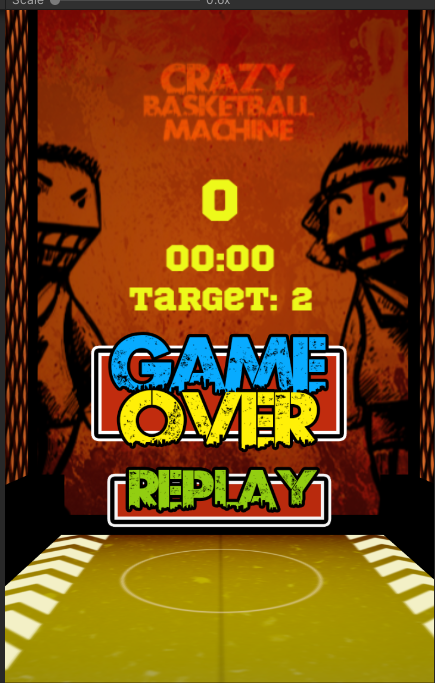 Scale 0.6x
CRAZY
BASKETBALL
MACHINE
0
00:00
TARGET: 2
GAME
OVER
REPLAY